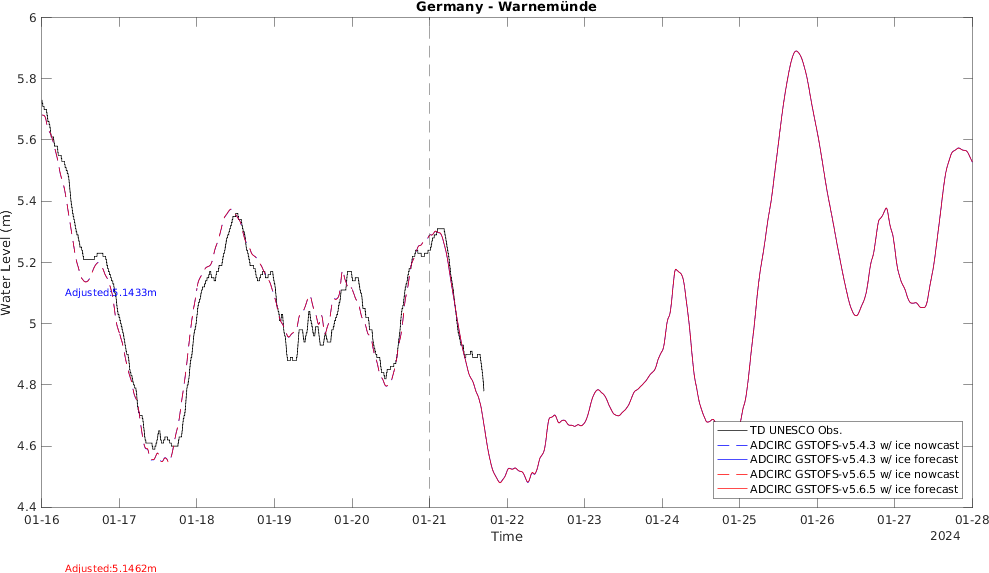 Germany - Warnemünde
6
5.8
5.6
5.4
5.2
5
4.8
4.6
4.4
Water Level (m)
Adjusted:5.1433m
TD UNESCO Obs.
ADCIRC GSTOFS-v5.4.3 w/ ice nowcast
ADCIRC GSTOFS-v5.4.3 w/ ice forecast
ADCIRC GSTOFS-v5.6.5 w/ ice nowcast
ADCIRC GSTOFS-v5.6.5 w/ ice forecast
01-16 01-17 01-18 01-19 01-20 01-21 01-22 01-23 01-24 01-25 01-26 01-27 01-28
Time
2024
Adjusted:5.1462m